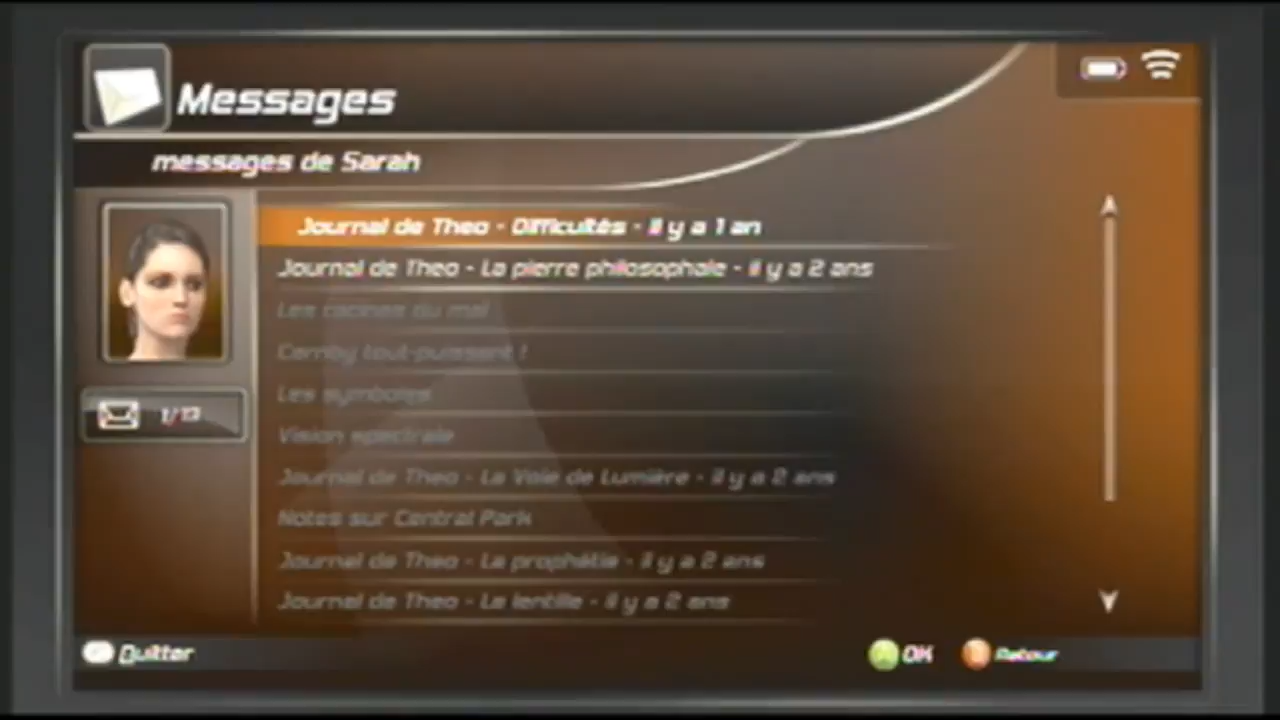 Messages
messages de Sarah
Journal de Theo - Difficultés - il y a 1 an
Journal de Theo - La pierre philosophale - il y a 2 ans
Les racines du mal
Carnby tout-puissant !
Les symboles
1/13
Vision spectrale
Journal de Theo - La Voie de Lumière - il y a 2 ans
Notes sur Central Park
Journal de Theo - La prophétie - il y a 2 ans
Journal de Theo - La lentille - il y a 2 ans
Quitter
A OK
B Retour